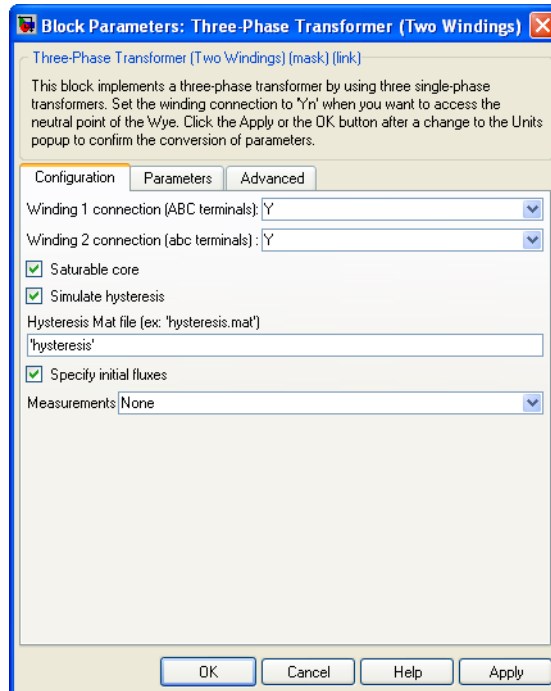 Block Parameters: Three-Phase Transformer (Two Windings)
Three-Phase Transformer (Two Windings) (mask) (link)
This block implements a three-phase transformer by using three single-phase
transformers. Set the winding connection to 'Yn' when you want to access the
neutral point of the Wye. Click the Apply or the OK button after a change to the Units
popup to confirm the conversion of parameters.
Configuration Parameters Advanced
Winding 1 connection (ABC terminals): Y
Winding 2 connection (abc terminals) : Y
Saturable core
Simulate hysteresis
Hysteresis Mat file (ex: 'hysteresis.mat')
'hysteresis'
Specify initial fluxes
Measurements None
OK Cancel Help Apply